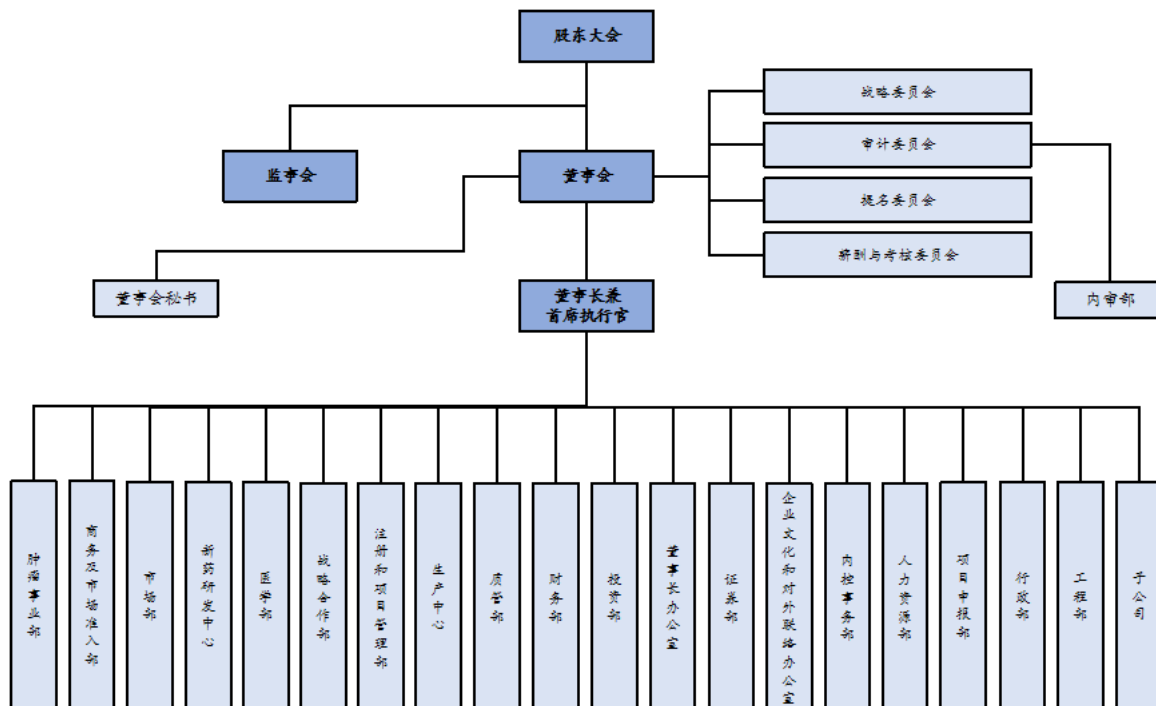 股东大会
战略委员会
审计委员会
监事会
董事会
提名委员会
薪酬与考核委员会
董事会秘书
董事长兼
首席执行官
内审部
肿瘤事业部
商务及市场准入部
市场部
新药研发中心
医学部
战略合作部
注册和项目管理部
生产中心
质管部
财务部
投资部
董事长办公室
证券部
企业文化和对外联络办公室
内控事务部
人力资源部
项目申报部
行政部
工程部
子公司